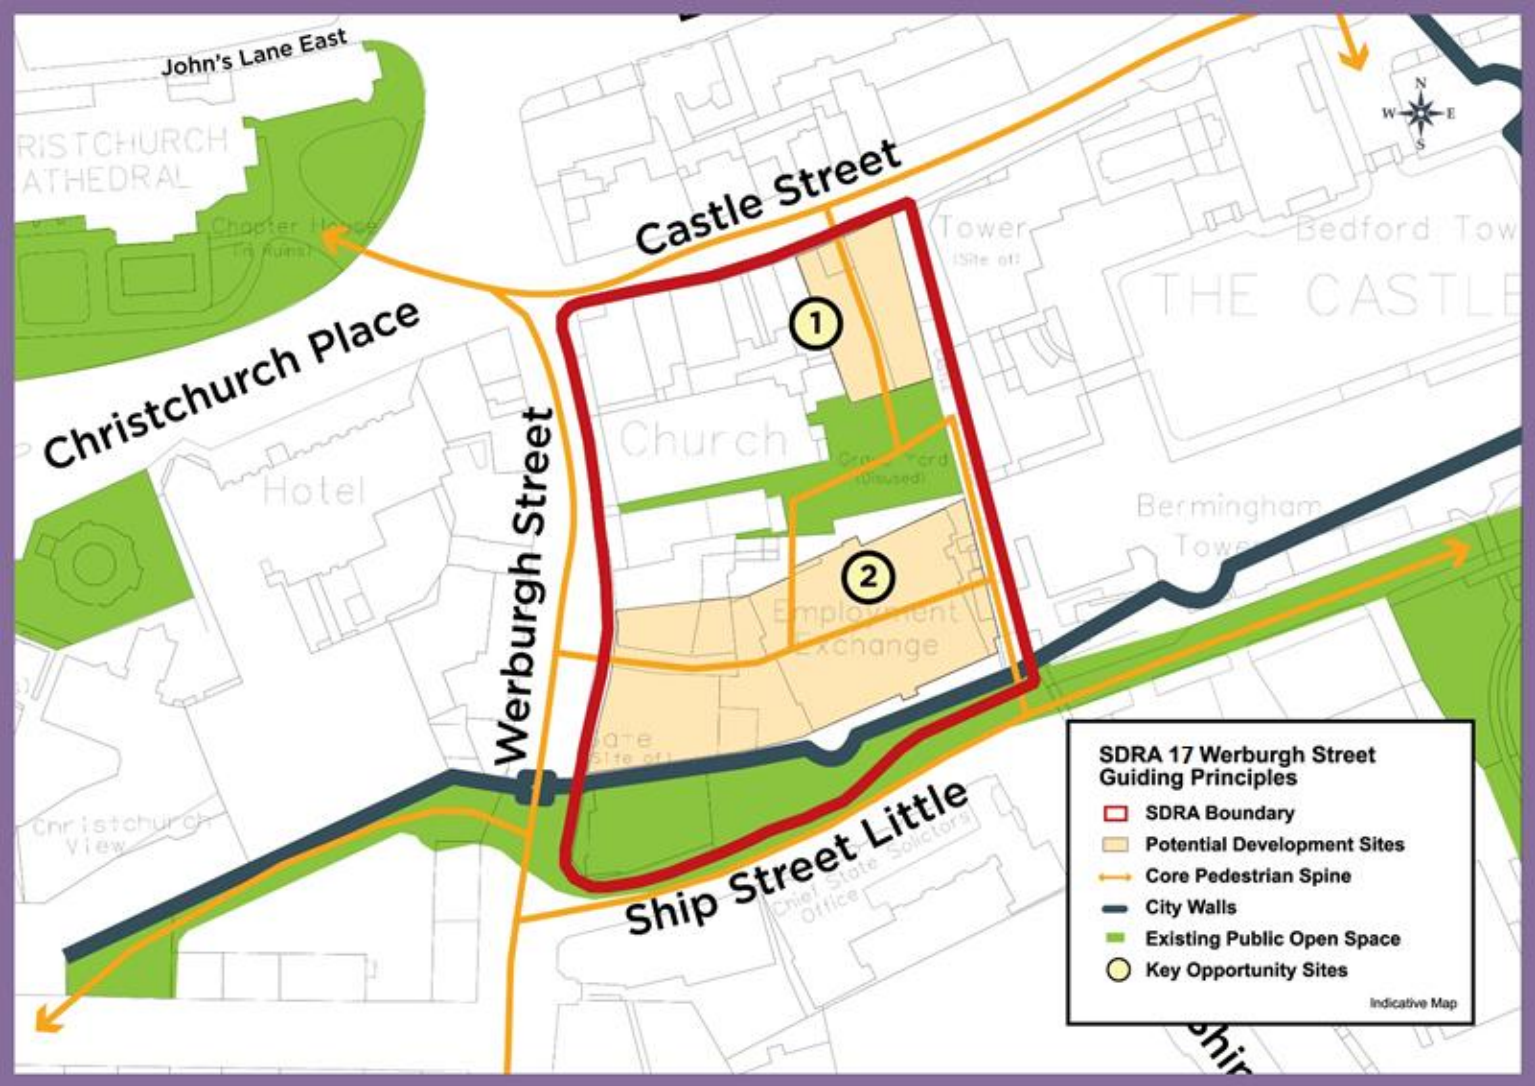 John's Lane East
RISTCHURCH
ATHEDRAL
Chapter House
(In Ruins)
Castle Street
Tower
(Site of)
Bedford Tow
THE CASTLE
Christchurch Place
1
Church
Hotel
Werburgh Street
Grave Yard
(Disused)
Bermingham
Tower
2
Employment
Exchange
Gate
(Site of)
Christchurch
View
Ship Street Little
Chief State Solicitors
Office
N
W
E
S
SDRA 17 Werburgh Street
Guiding Principles
SDRA Boundary
Potential Development Sites
Core Pedestrian Spine
City Walls
Existing Public Open Space
Key Opportunity Sites
Indicative Map
Ship